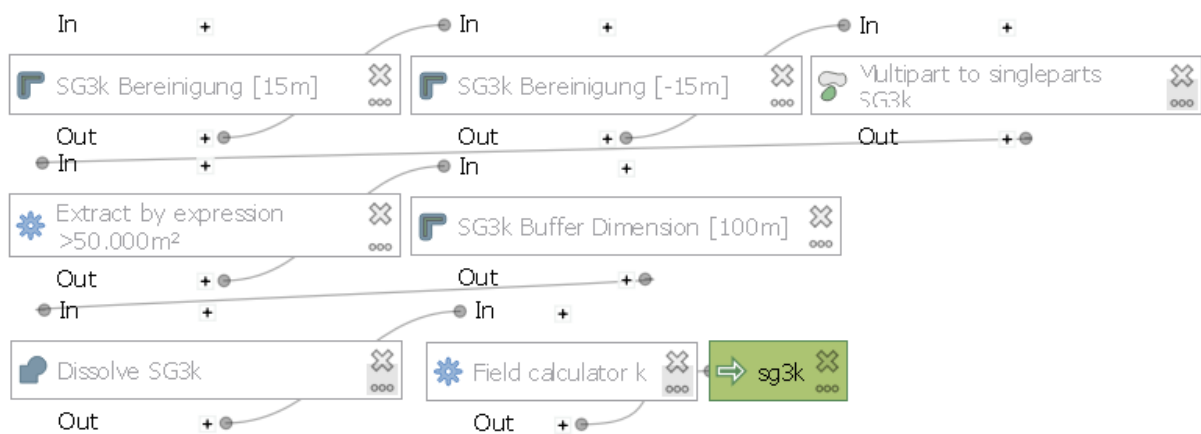 In In In
SG3k Bereinigung [15m] SG3k Bereinigung [-15m] Multipart to singleparts
SG3k
Out Out Out
In In
Extract by expression
>50.000m² SG3k Buffer Dimension [100m]
Out Out
In In
Dissolve SG3k Field calculator k sg3k
Out Out